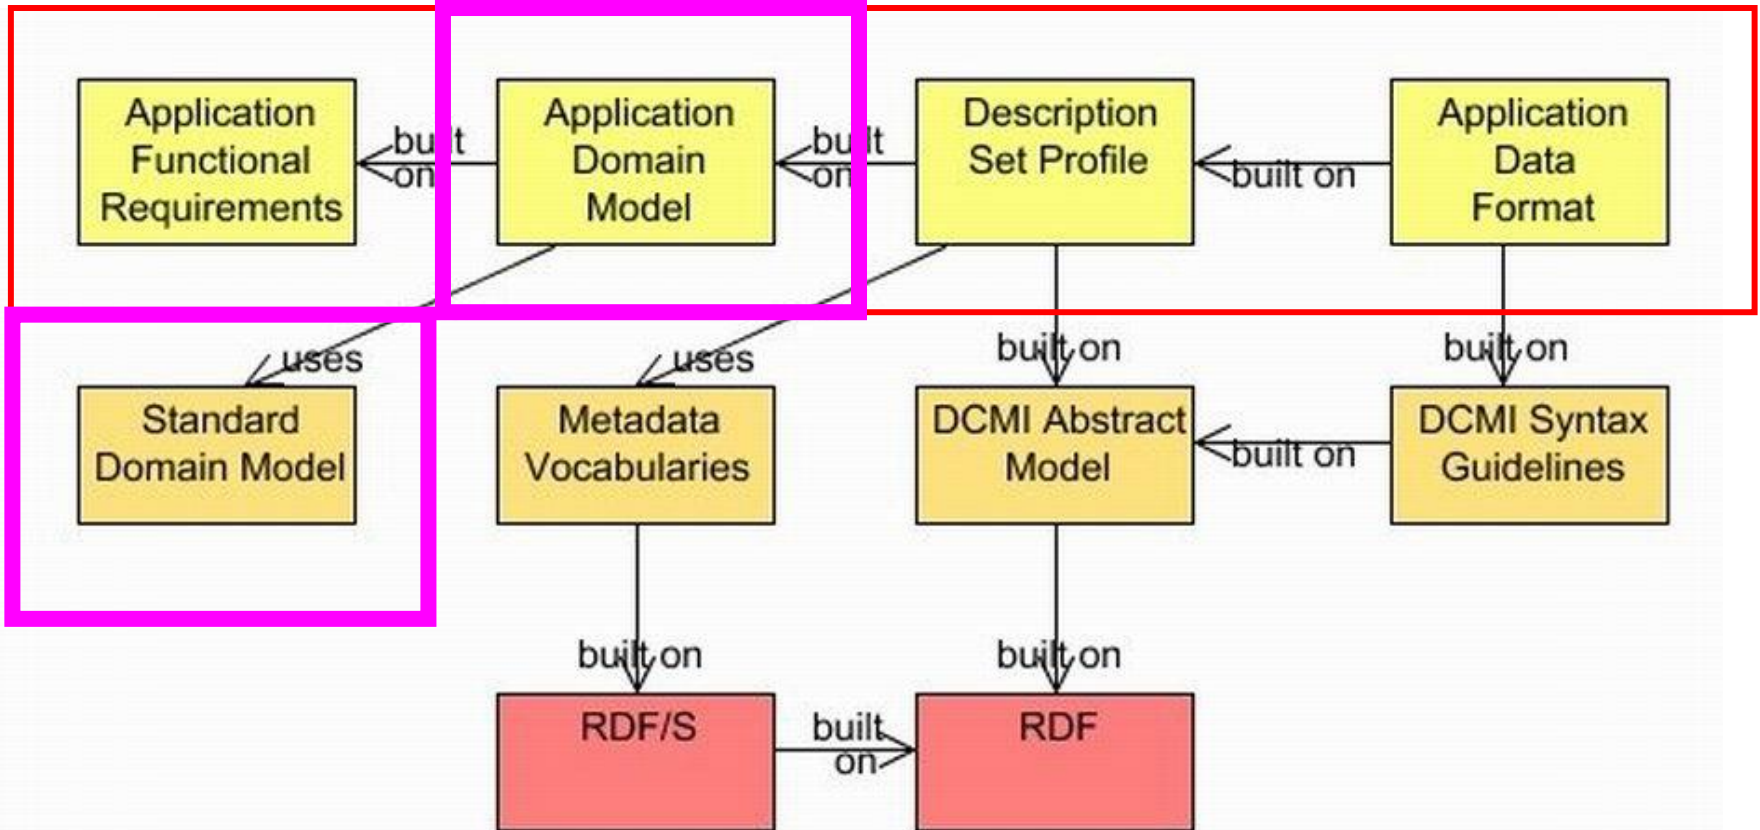 Application
Functional
Requirements
built
on
Application
Domain
Model
built
on
Description
Set Profile
built on
Application
Data
Format
uses
uses
built on
built on
Standard
Domain Model
Metadata
Vocabularies
DCMI Abstract
Model
built on
DCMI Syntax
Guidelines
built on
built on
RDF/S
built
on
RDF